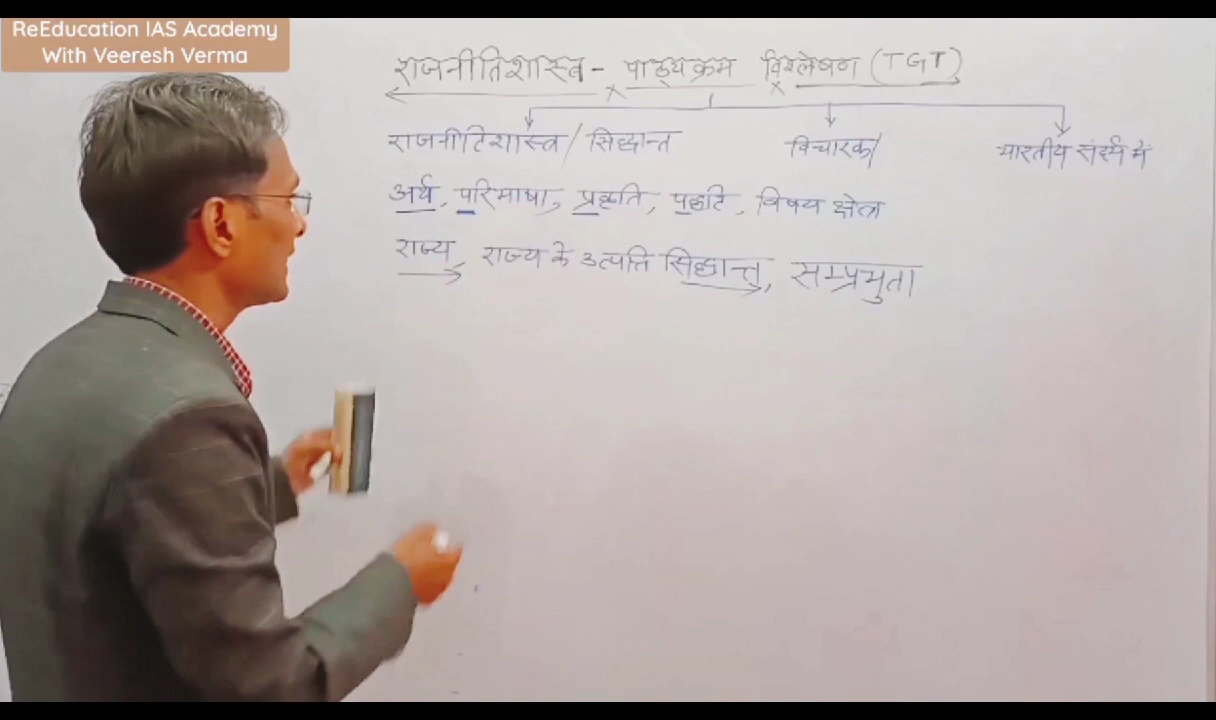 ReEducation IAS Academy
With Veeresh Verma
राजनीतिशास्त्र - पाठ्यक्रम विश्लेषण (TGT)
राजनीतिशास्त्र / सिद्धान्त विचारक / भारतीय संदर्भ में
अर्थ, परिभाषा, प्रकृति, पद्धति, विषय क्षेत्र
राज्य, राज्य के उत्पत्ति सिद्धान्त, सम्प्रभुता